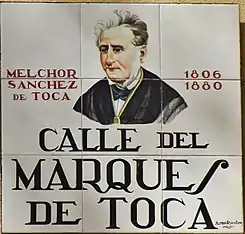 MELCHOR
SANCHEZ
DE TOCA
1806
1880
CALLE DEL
MARQUES
DE TOCA